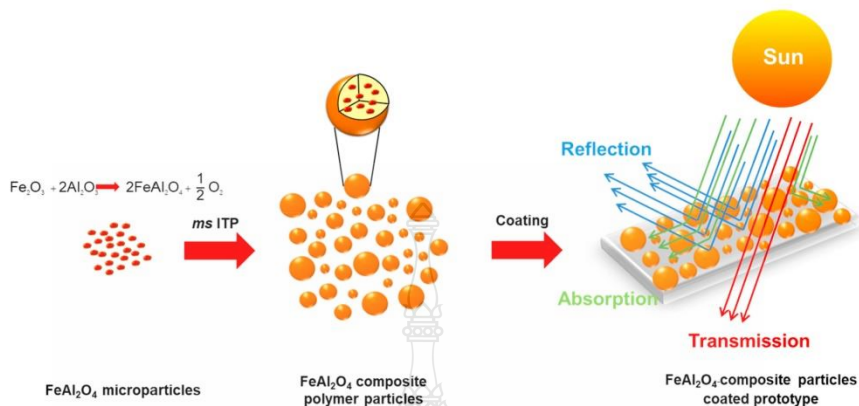 Sun
Reflection
Fe₂O₃ + 2Al₂O₃ → 2FeAl₂O₄ + 1/2 O₂
ms ITP
Coating
Absorption
Transmission
FeAl₂O₄ microparticles
FeAl₂O₄ composite
polymer particles
FeAl₂O₄-composite particles
coated prototype